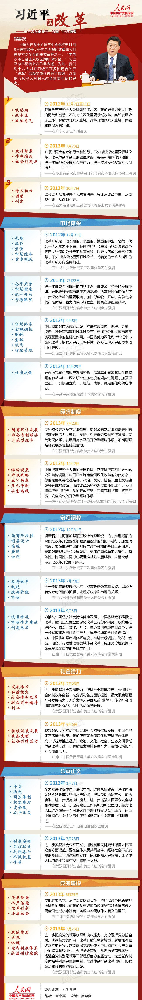 人民网
中国共产党新闻网
cpc.people.com.cn
习近平谈改革
——十八大以来关于“改革”论述摘编
编者按：
中国共产党十八届三中全会将于11月
9日在京召开，研究全面深化改革重大问
题是本次全会的主要议程之一。“中国
改革已经进入攻坚期和深水区。”习近
平总书记曾多次作此表述。为此，我们
对十八大以来习近平在多种场合关于
“改革”话题的论述进行了摘编，以期
探寻领导人对深入改革重要问题的思
考。
1
· 攻坚期
· 深水区
· 政治勇气
2012年 12月7日至11日
我国改革已经进入攻坚期和深水区，我们必须以更大的政
治勇气和智慧，不失时机深化重要领域改革。实践发展永
无止境，解放思想永无止境，改革开放也永无止境，停顿
和倒退没有出路。
——在广东考察工作时强调
2
· 政治智慧
· 体制痼疾
· 社会创造力
2013年 7月23日
必须以更大的政治勇气和智慧，不失时机深化重要领域改
革，攻克体制机制上的顽瘴痼疾，突破利益固化的藩篱，
进一步解放和发展社会生产力，进一步激发和凝聚社会创
造力。
——在湖北省武汉市主持召开部分省市负责人座谈会上强调
3
· 增长动力
· 调整
· 创新
2013年 10月7日
增长动力从哪里来？我的看法是，只能从改革中来，从调
整中来，从创新中来。
——在亚太经合组织工商领导人峰会上发表演讲时称
市场体系
· 长期
· 艰巨
· 繁重
· 市场经济
· 重要领域
2012年 12月31日
改革开放是一项长期的、艰巨的、繁重的事业，必须一代
又一代人接力干下去。必须坚持社会主义市场经济的改革
方向，坚持对外开放的基本国策，以更大的政治勇气和智
慧，不失时机深化重要领域改革，朝着党的十八大指引的
改革开放方向奋勇前进。
——在中共中央政治局第二次集体学习时强调
· 公平竞争
· 市场壁垒
· 统一开放
· 资源配置
2013年 7月23日
进一步形成全国统一的市场体系，形成公平竞争的发展环
境。要把更好发挥市场在资源配置中的基础性作用作为下
一步深化改革的重要取向，加快形成统一开放、竞争有序
的市场体系，着力清除市场壁垒，提高资源配置效率。
——在武汉召开部分省市负责人座谈会时强调
· 市场体系
· 宏观调控
· 财税
· 金融
· 投资
· 行政管理
2013年 9月5日
中国将加强市场体系建设，推进宏观调控、财税、金融、
投资、行政管理等领域体制改革，更加充分地发挥市场在
资源配置中的基础性作用。中国将努力深化利率和汇率市
场化改革，增强人民币汇率弹性，逐步实现人民币资本项
目可兑换。
——出席二十国集团领导人第八次峰会时发表讲话
· 住房建设
2013年 10月29日
要总结我国住房改革发展经验，借鉴其他国家解决住房问
题的有益做法，深入研究住房建设的规律性问题，加强顶
层设计，加快建立统一、规范、成熟、稳定的住房供应体
系。
——在中共中央政治局第十次集体学习时强调
经济制度
· 国有经济发展
· 非公有制经济
· 开放型经济
2013年 7月23日
要坚持和完善基本经济制度，增强公有制经济特别是国有
经济发展活力，鼓励、支持、引导非公有制经济发展，完
善财税体系，发展更高水平的开放型经济体系，不断增强
经济发展微观基础的活力。
——在武汉召开部分省市负责人座谈会时强调
· 结构调整
· 开放战略
· 互利共赢
· 多元平衡
· 安全高效
2013年 10月7日
中国经济已经进入新的发展阶段，正在进行深刻的方式转
变和结构调整。中国正在制定全面深化改革的总体方案，
总的是要统筹推进经济、政治、文化、社会、生态文明建
设等领域的改革，通过改革为经济发展增添新动力。我们
将实行更加积极主动的开放战略，完善互利共赢、多元平
衡、安全高效的开放型经济体系。
——在亚太经合组织第二十一次领导人非正式会议上讲话时强调
宏观调控
· 局部阶段性
· 顶层设计
· 系统
· 整体
· 协同
2012年 12月31日
摸着石头过河和加强顶层设计是辩证统一的，推进局部的
阶段性改革开放要在加强顶层设计的前提下进行，加强顶
层设计要在推进局部的阶段性改革开放的基础上来谋划。
要加强宏观思考和顶层设计，更加注重改革的系统性、整
体性、协同性，同时也要继续鼓励大胆试验、大胆突破，
不断把改革开放引向深入。
——在中共中央政治局第二次集体学习时强调
· 政府效率
· 效能
· 政府职能
· 市场
2013年 7月23日
进一步提高宏观调控水平，提高政府效率和效能。以加快
转变政府职能为抓手，处理好政府和市场的关系。
——在武汉召开部分省市负责人座谈会时强调
· 统筹推进
· 市场体系建设
· 创造活力
2013年 9月5日
为推动中国经济社会持续健康发展，中国将坚定不移推进
改革。我们正在就全面深化改革进行总体研究，以统筹推
进经济、政治、文化、社会、生态文明领域体制改革，进
一步解放和发展社会生产力、解放和增加全社会创造活
力。中国将加强市场体系建设，推进宏观调控、财税、金
融、投资、行政管理等领域体制改革，更加充分地发挥市
场在资源配置中的基础性作用。
——出席二十国集团领导人第八次峰会时发表讲话
社会活力
· 发展活力
· 和谐稳定
· 社会体制改革
· 群众首创精神
· 创业
2013年 7月23日
进一步增强社会发展活力，促进社会和谐稳定。要通过社
会体制改革创新，充分调动各方面积极性，最大限度增强
社会发展活力，充分发挥人民群众首创精神，使全社会创
造能量充分释放、创业活动蓬勃开展。
——在武汉召开部分省市负责人座谈会时强调
· 持续健康发展
· 生态文明
· 社会创造活力
2013年 9月5日
我想强调，为推动中国经济社会持续健康发展，中国将坚
定不移推进改革。我们正在就全面深化改革进行总体研
究，以统筹推进经济、政治、文化、社会、生态文明领域
体制改革，进一步解放和发展社会生产力、解放和增加全
社会创造活力。
——出席二十国集团领导人第八次峰会时发表讲话
公平正义
· 平安
· 法制
· 司法体制
· 执法能力
· 安全感
· 公平正义
2013年 1月7日
全力推进平安中国、法治中国、过硬队伍建设，深化司法
体制机制改革，坚持从严治警，坚决反对执法不公、司法
腐败，进一步提高执法能力，进一步增强人民群众安全感
和满意度，进一步提高政法工作亲和力和公信力，努力让
人民群众在每一个司法案件中都能感受到公平正义，保证
中国特色社会主义事业在和谐稳定的社会环境中顺利推
进。
——在全国政法工作电视电话会议上强调
· 制度安排
· 各方权益
· 共同奋斗
· 人民权益
· 平等
2013年 7月23日
进一步实现社会公平正义，通过制度安排更好保障人民群
众各方面权益。要在全体人民共同奋斗、经济社会不断发
展的基础上，通过制度安排，依法保障人民权益，让全体
人民依法平等享有权利和履行义务。
——在武汉召开部分省市负责人座谈会时强调
党的建设
· 党要管党
· 从严治党
· 改革创新
· 小康社会
2013年 6月25日
要把党要管党、从严治党落到实处，坚持以改革创新精神
推进党的建设，使我们党更好担负起团结带领全国各族人
民全面建成小康社会、实现中华民族伟大复兴的重任。
——在中共中央政治局第七次集体学习时强调
· 执政能力
· 总揽
· 协调
· 党内制度体系
· 惩治预防腐败
2013年 7月23日
进一步提高党的领导水平和执政能力，充分发挥党总揽全
局、协调各方的作用。改革开放任务越繁重，越要加强和
改善党的领导，越要确保党始终成为中国特色社会主义事
业的坚强领导核心。要把党要管党、从严治党落到实处，
增强全党特别是领导干部理想信念的坚定性，完善党内制
度体系特别是民主集中制，推进体制机制改革创新，加强
惩治和预防腐败体系建设。
——在武汉召开部分省市负责人座谈会时强调
人民网
中国共产党新闻网
cpc.people.com.cn
资料来源：人民日报
编辑：崔小粟 设计：徐紫薇